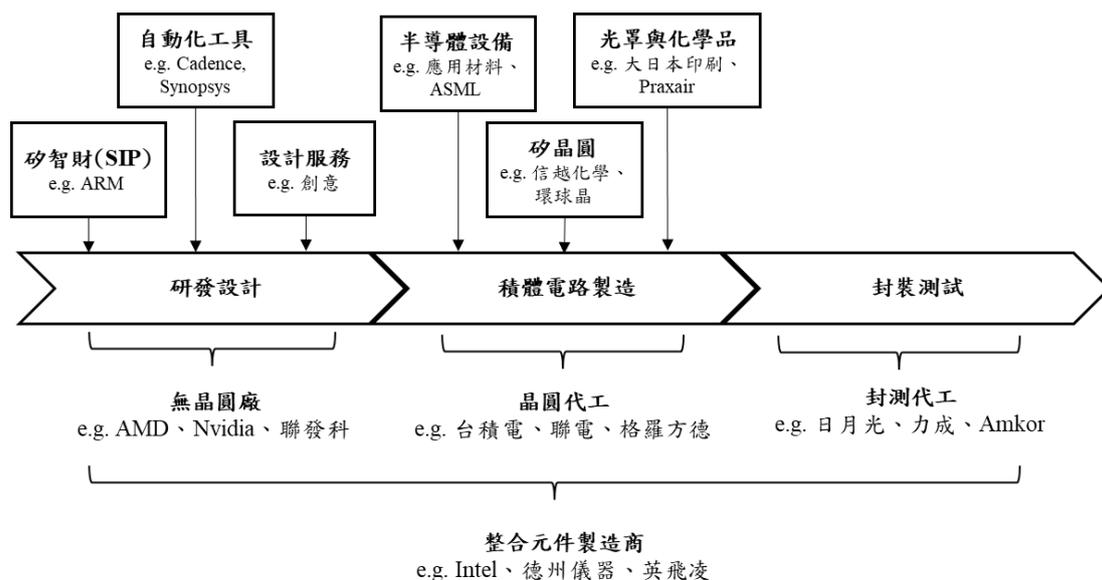 自動化工具
e.g. Cadence,
Synopsys
半導體設備
e.g. 應用材料、
ASML
光罩與化學品
e.g. 大日本印刷、
Praxair
矽智財(SIP)
e.g. ARM
設計服務
e.g. 創意
矽晶圓
e.g. 信越化學、
環球晶
研發設計
積體電路製造
封裝測試
無晶圓廠
e.g. AMD、Nvidia、聯發科
晶圓代工
e.g. 台積電、聯電、格羅方德
封測代工
e.g. 日月光、力成、Amkor
整合元件製造商
e.g. Intel、德州儀器、英飛凌